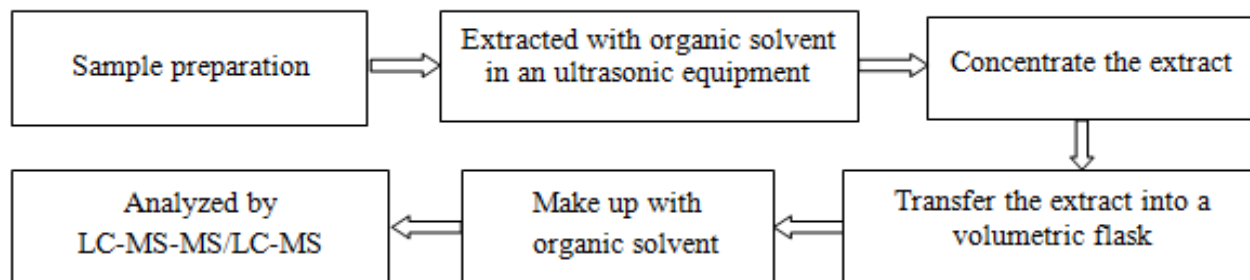 Sample preparation
Extracted with organic solvent
in an ultrasonic equipment
Concentrate the extract
Transfer the extract into a
volumetric flask
Make up with
organic solvent
Analyzed by
LC-MS-MS/LC-MS